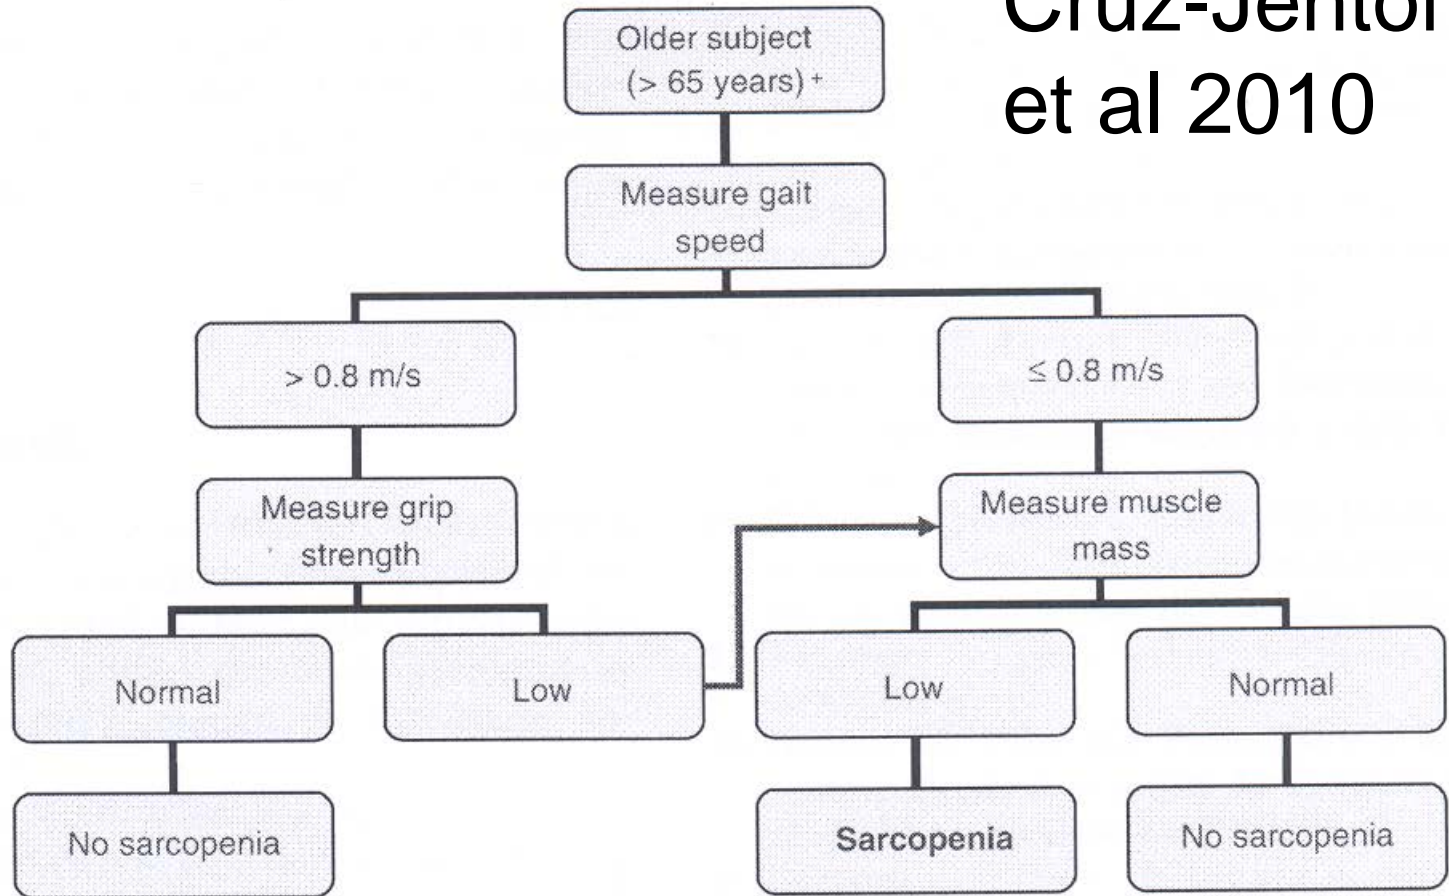 Cruz-Jentof
et al 2010
Older subject
(> 65 years) +
Measure gait
speed
> 0.8 m/s
≤ 0.8 m/s
Measure grip
strength
Measure muscle
mass
Normal
Low
Low
Normal
No sarcopenia
Sarcopenia
No sarcopenia